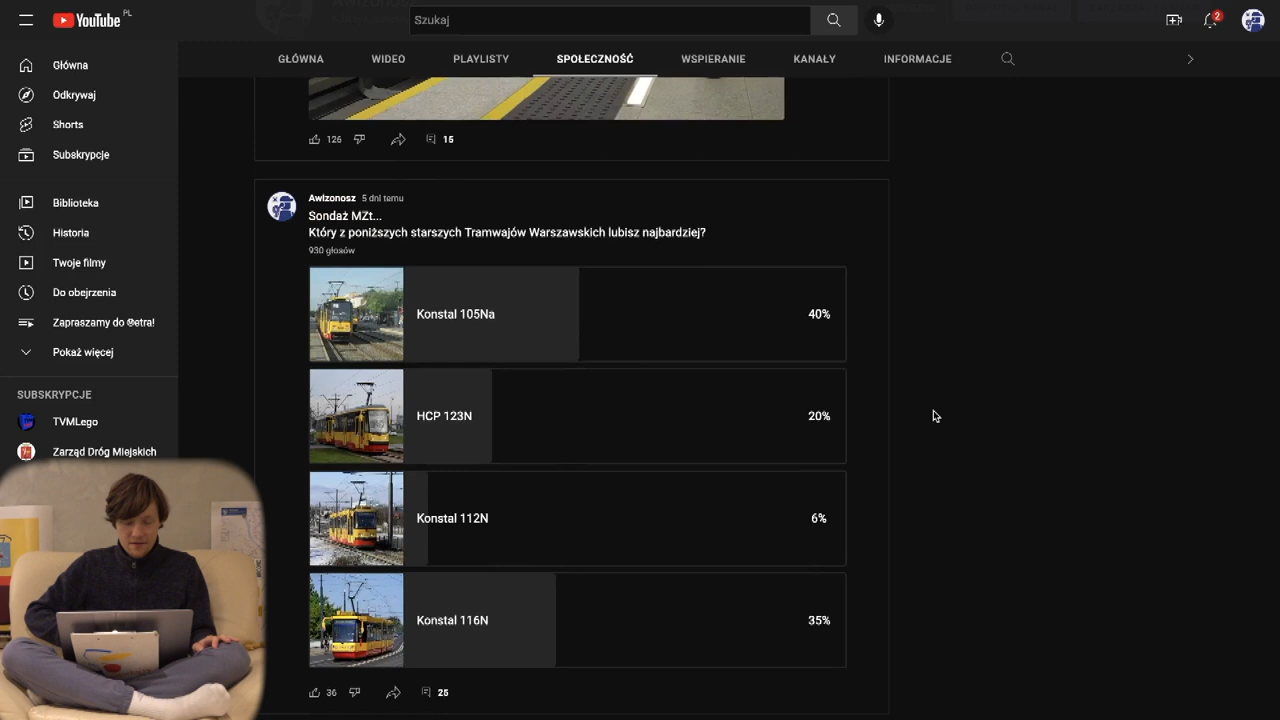 YouTube PL
Szukaj
2
GŁÓWNA WIDEO PLAYLISTY SPOŁECZNOŚĆ WSPIERANIE KANAŁY INFORMACJE
Główna
Odkrywaj
Shorts
Subskrypcje
Biblioteka
Historia
Twoje filmy
Do obejrzenia
Zapraszamy do Metra!
Pokaż więcej
SUBSKRYPCJE
TVMLego
Zarząd Dróg Miejskich
126
15
Awizonosz 5 dni temu
Sondaż MZt...
Który z poniższych starszych Tramwajów Warszawskich lubisz najbardziej?
930 głosów
Konstal 105Na 40%
HCP 123N 20%
Konstal 112N 6%
Konstal 116N 35%
36
25